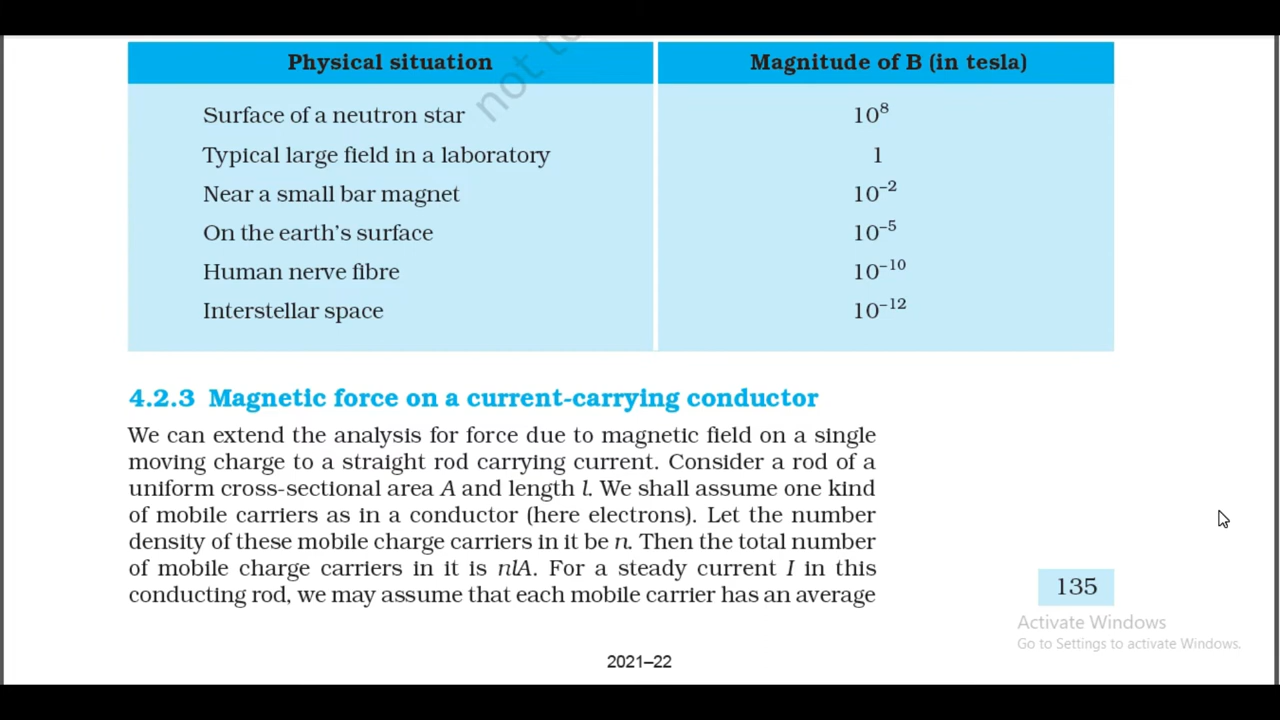 Physical situation Magnitude of B (in tesla)
not to
Surface of a neutron star 10⁸
Typical large field in a laboratory 1
Near a small bar magnet 10⁻²
On the earth's surface 10⁻⁵
Human nerve fibre 10⁻¹⁰
Interstellar space 10⁻¹²
4.2.3 Magnetic force on a current-carrying conductor
We can extend the analysis for force due to magnetic field on a single
moving charge to a straight rod carrying current. Consider a rod of a
uniform cross-sectional area A and length l. We shall assume one kind
of mobile carriers as in a conductor (here electrons). Let the number
density of these mobile charge carriers in it be n. Then the total number
of mobile charge carriers in it is nlA. For a steady current I in this
conducting rod, we may assume that each mobile carrier has an average
135
Activate Windows
Go to Settings to activate Windows.
2021–22